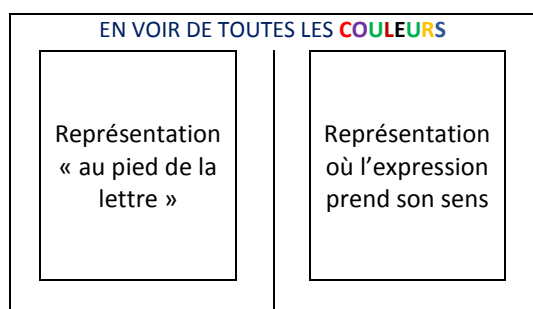 EN VOIR DE TOUTES LES COULEURS
Représentation
« au pied de la
lettre »
Représentation
où l’expression
prend son sens